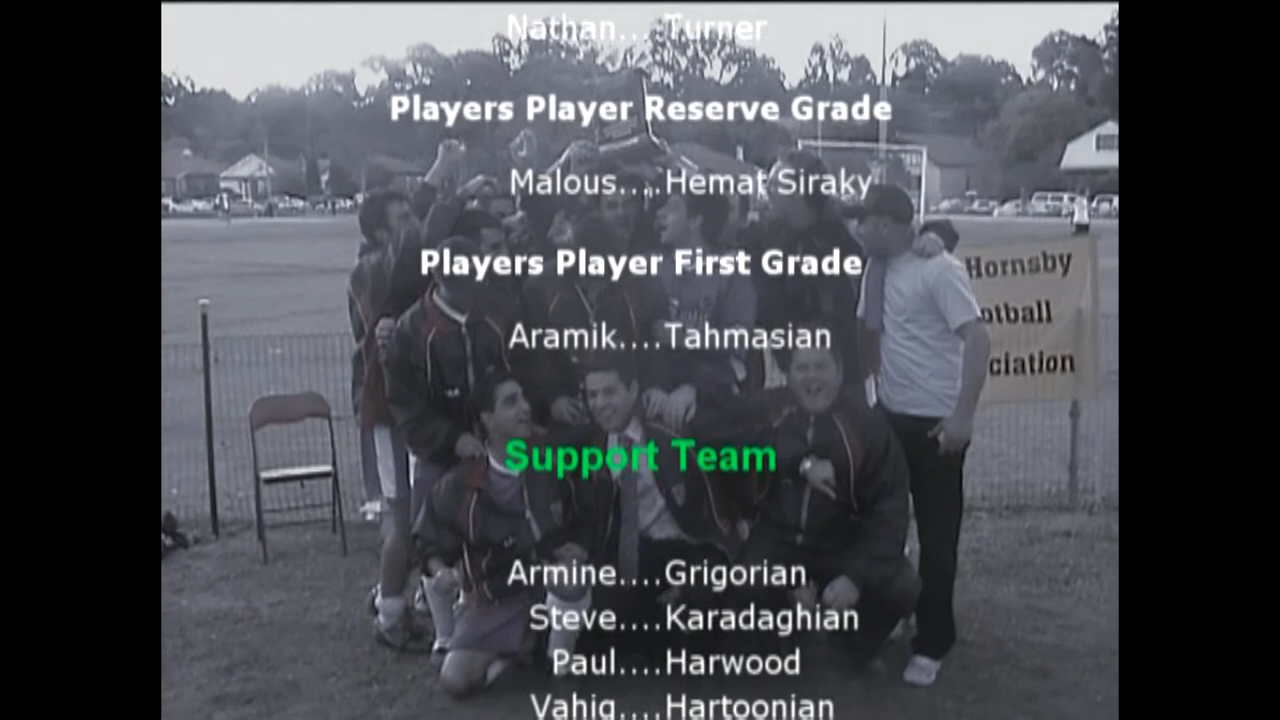 Nathan....Turner
Players Player Reserve Grade
Malous....Hemat Siraky
Players Player First Grade
Aramik....Tahmasian
Hornsby
otball
ciation
Support Team
Armine....Grigorian
Steve....Karadaghian
Paul....Harwood
Vahig....Hartoonian